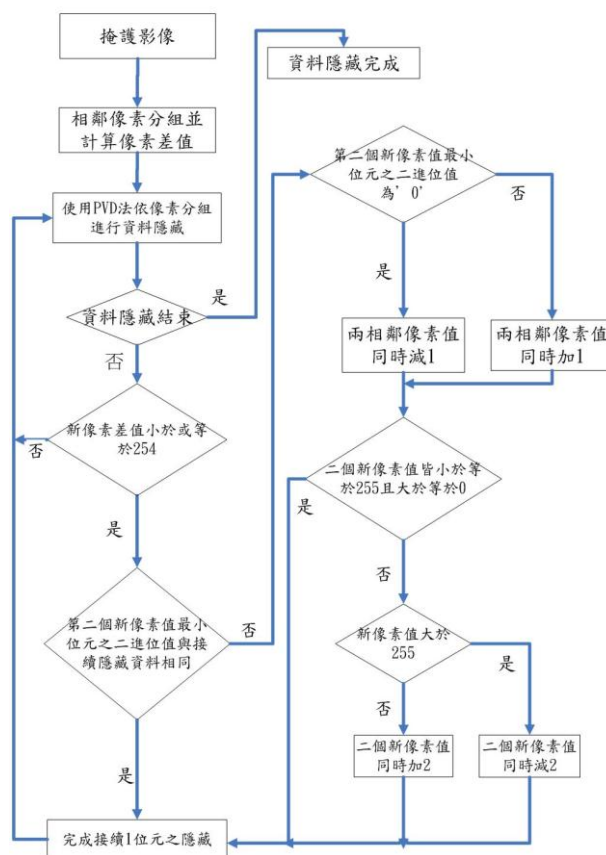 掩護影像
相鄰像素分組並
計算像素差值
使用PVD法依像素分組
進行資料隱藏
資料隱藏結束
是
否
資料隱藏完成
新像素差值小於或等
於254
否
是
第二個新像素值最小
位元之二進位值與接
續隱藏資料相同
否
是
完成接續1位元之隱藏
第二個新像素值最小
位元之二進位值
為'0'
否
是
兩相鄰像素值
同時減1
兩相鄰像素值
同時加1
二個新像素值皆小於等
於255且大於等於0
是
否
新像素值大於
255
是
否
二個新像素值
同時加2
二個新像素值
同時減2